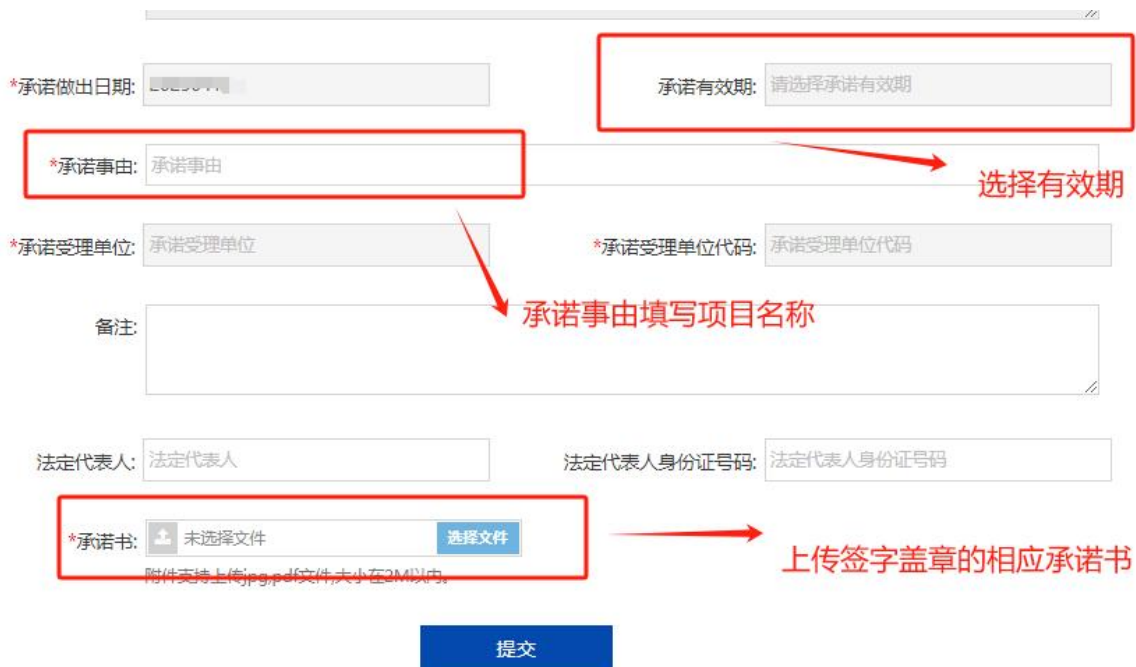 *承诺做出日期:
承诺有效期: 请选择承诺有效期
*承诺事由: 承诺事由
选择有效期
*承诺受理单位: 承诺受理单位
*承诺受理单位代码: 承诺受理单位代码
承诺事由填写项目名称
备注:
法定代表人: 法定代表人
法定代表人身份证号码: 法定代表人身份证号码
*承诺书: 未选择文件 选择文件
上传签字盖章的相应承诺书
附件支持上传jpg,pdf文件,大小在2M以内。
提交